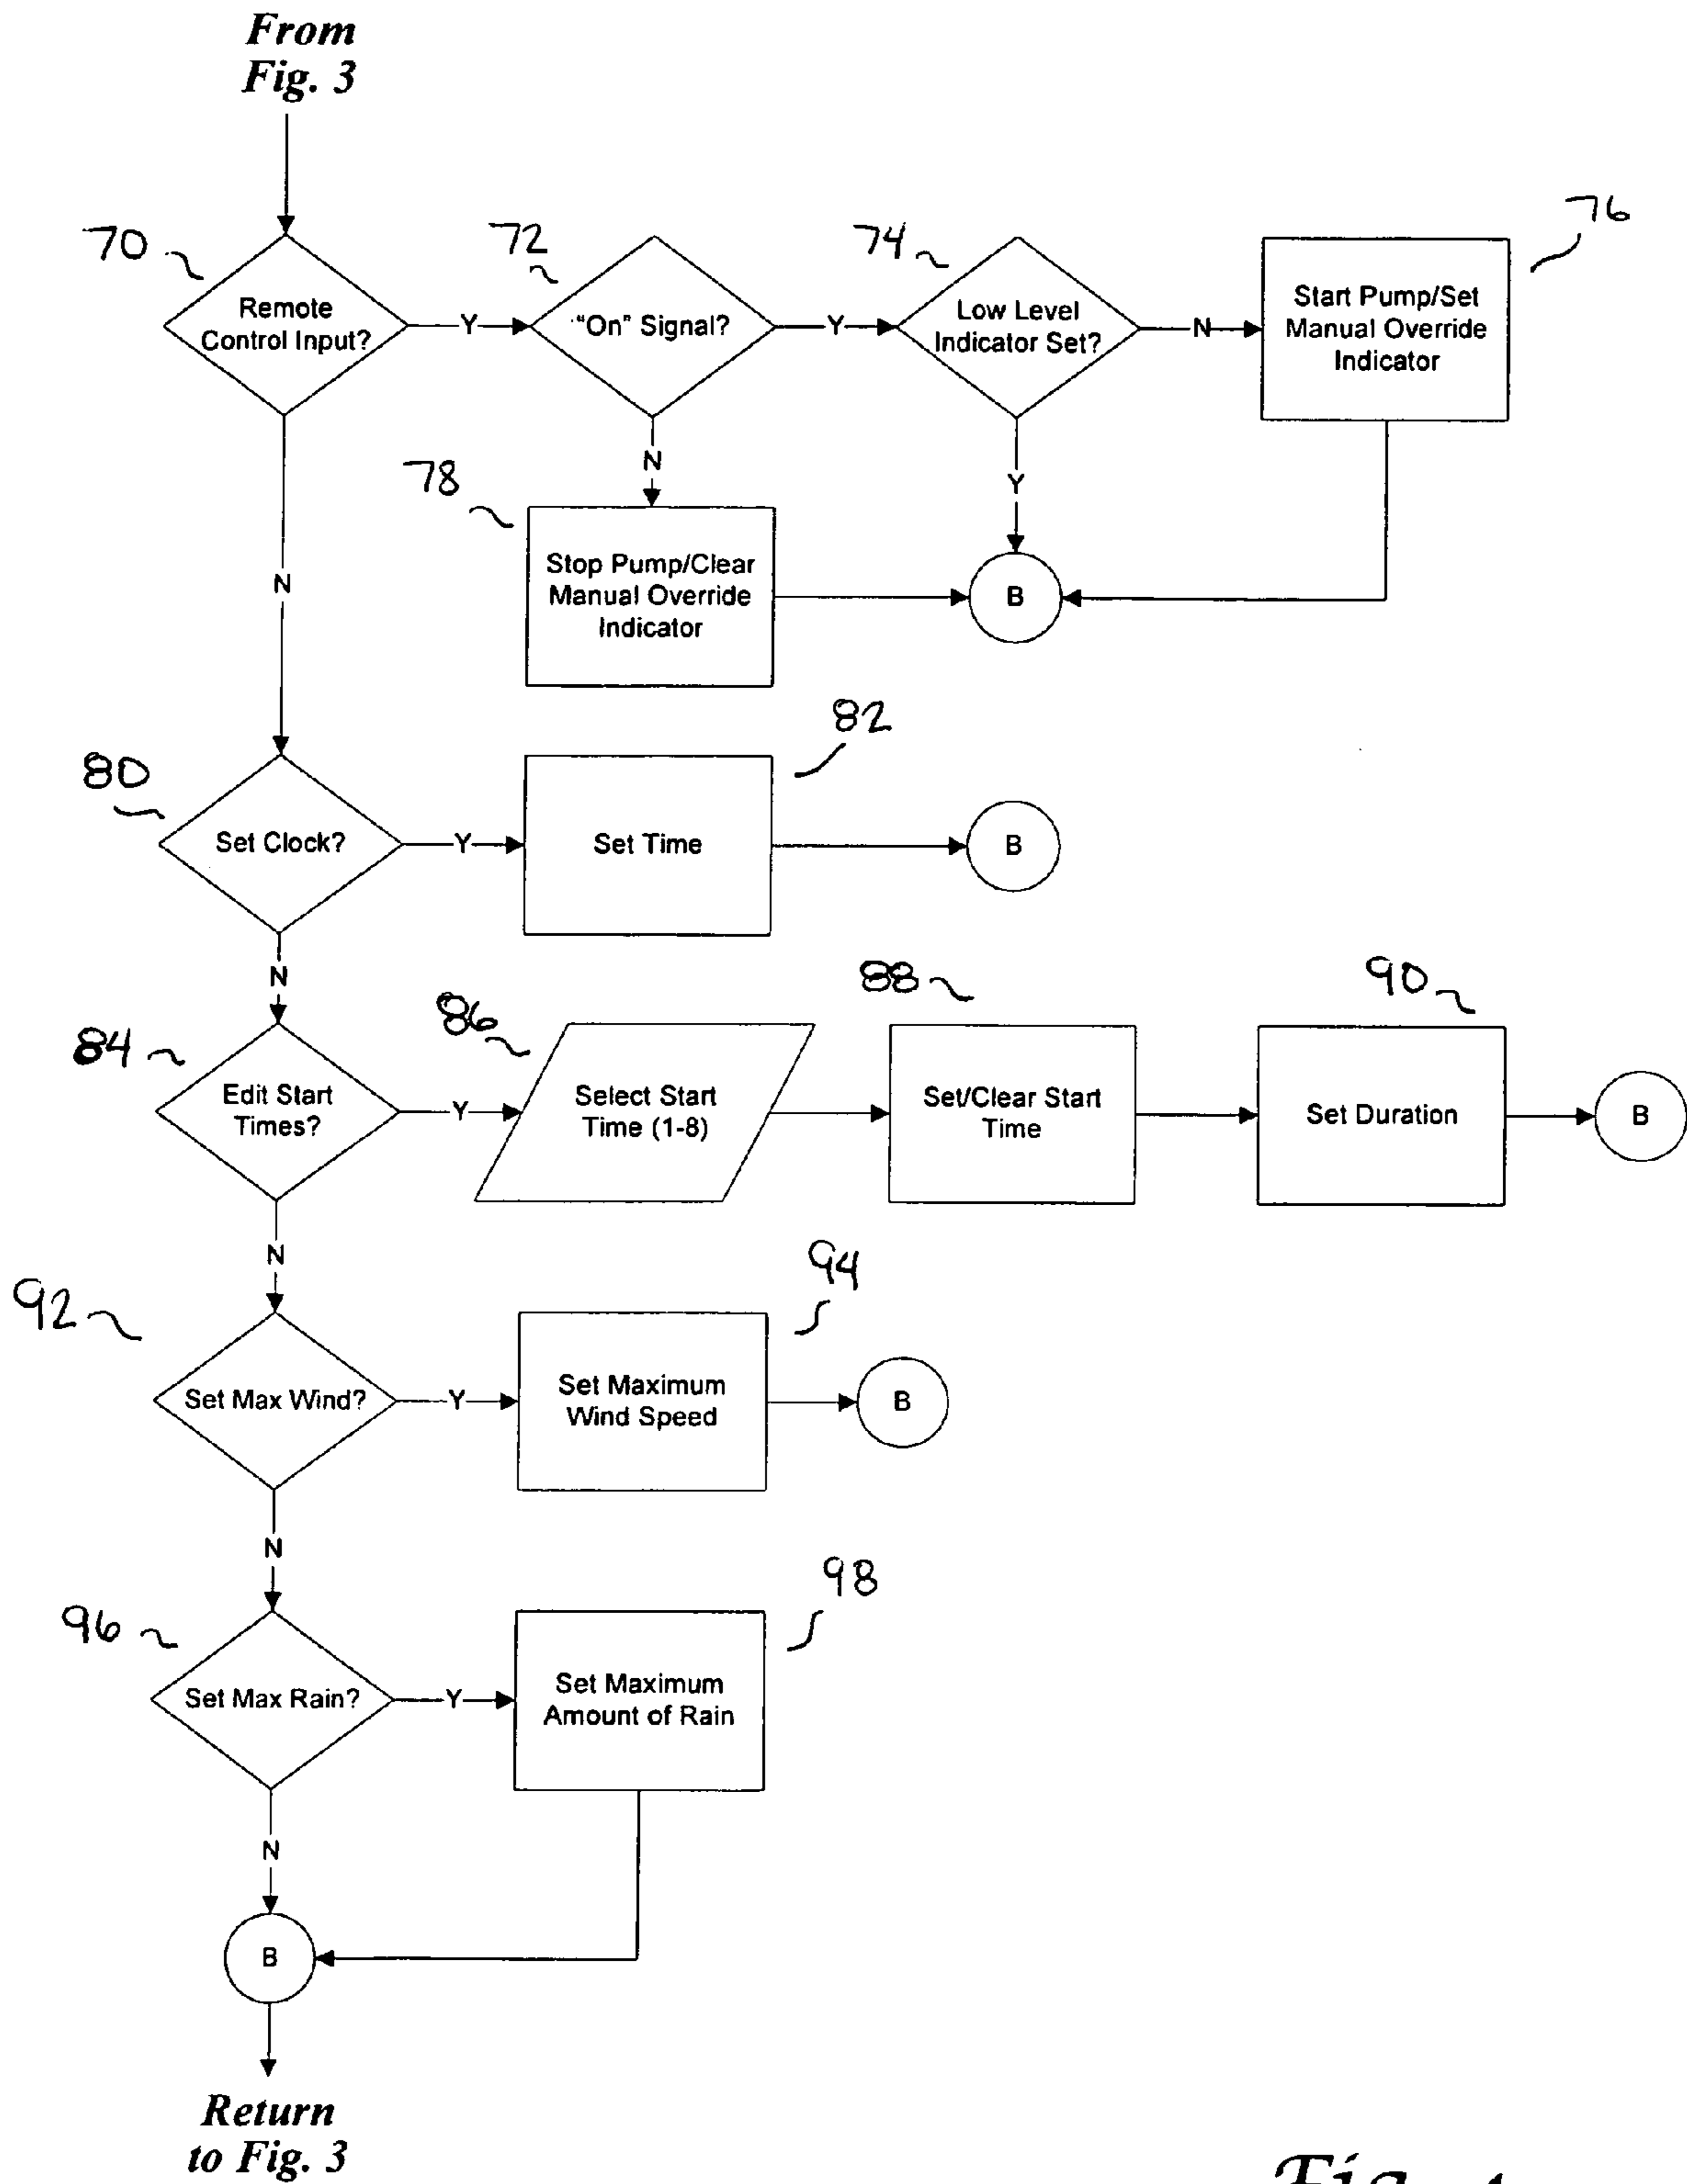 From
Fig. 3
70
72
74
76
Remote
Control Input?
Y
"On" Signal?
Y
Low Level
Indicator Set?
N
Start Pump/Set
Manual Override
Indicator
N
N
Y
78
Stop Pump/Clear
Manual Override
Indicator
B
80
82
Set Clock?
Y
Set Time
B
N
84
86
88
90
Edit Start
Times?
Y
Select Start
Time (1-8)
Set/Clear Start
Time
Set Duration
B
N
92
94
Set Max Wind?
Y
Set Maximum
Wind Speed
B
N
96
98
Set Max Rain?
Y
Set Maximum
Amount of Rain
N
B
Return
to Fig. 3